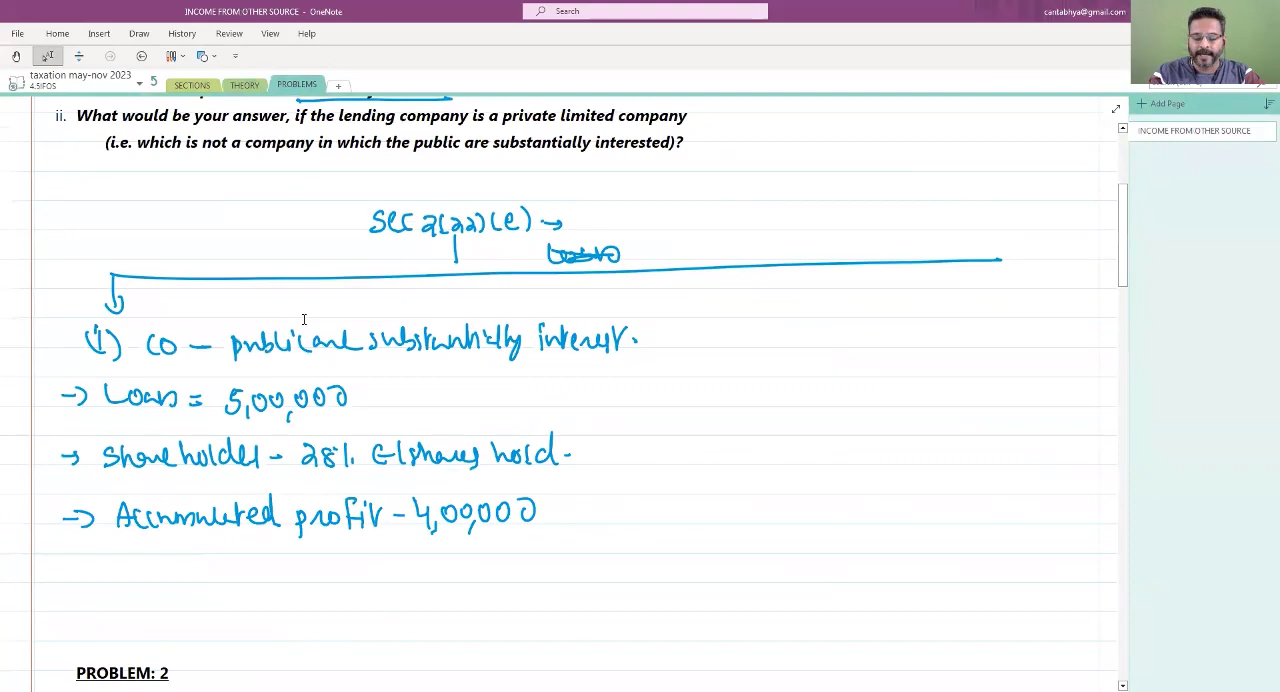 INCOME FROM OTHER SOURCE - OneNote
Search
cantabhya@gmail.com
File Home Insert Draw History Review View Help
taxation may-nov 2023
4.5IFOS
SECTIONS THEORY PROBLEMS
Add Page
INCOME FROM OTHER SOURCE
ii. What would be your answer, if the lending company is a private limited company
(i.e. which is not a company in which the public are substantially interested)?
Sec 2(22)(e) →
(i) CO — public are substantially interest.
→ Loan = 5,00,000
→ Shareholder - 28% E/shares hold.
→ Accumulated profit - 4,00,000
PROBLEM: 2